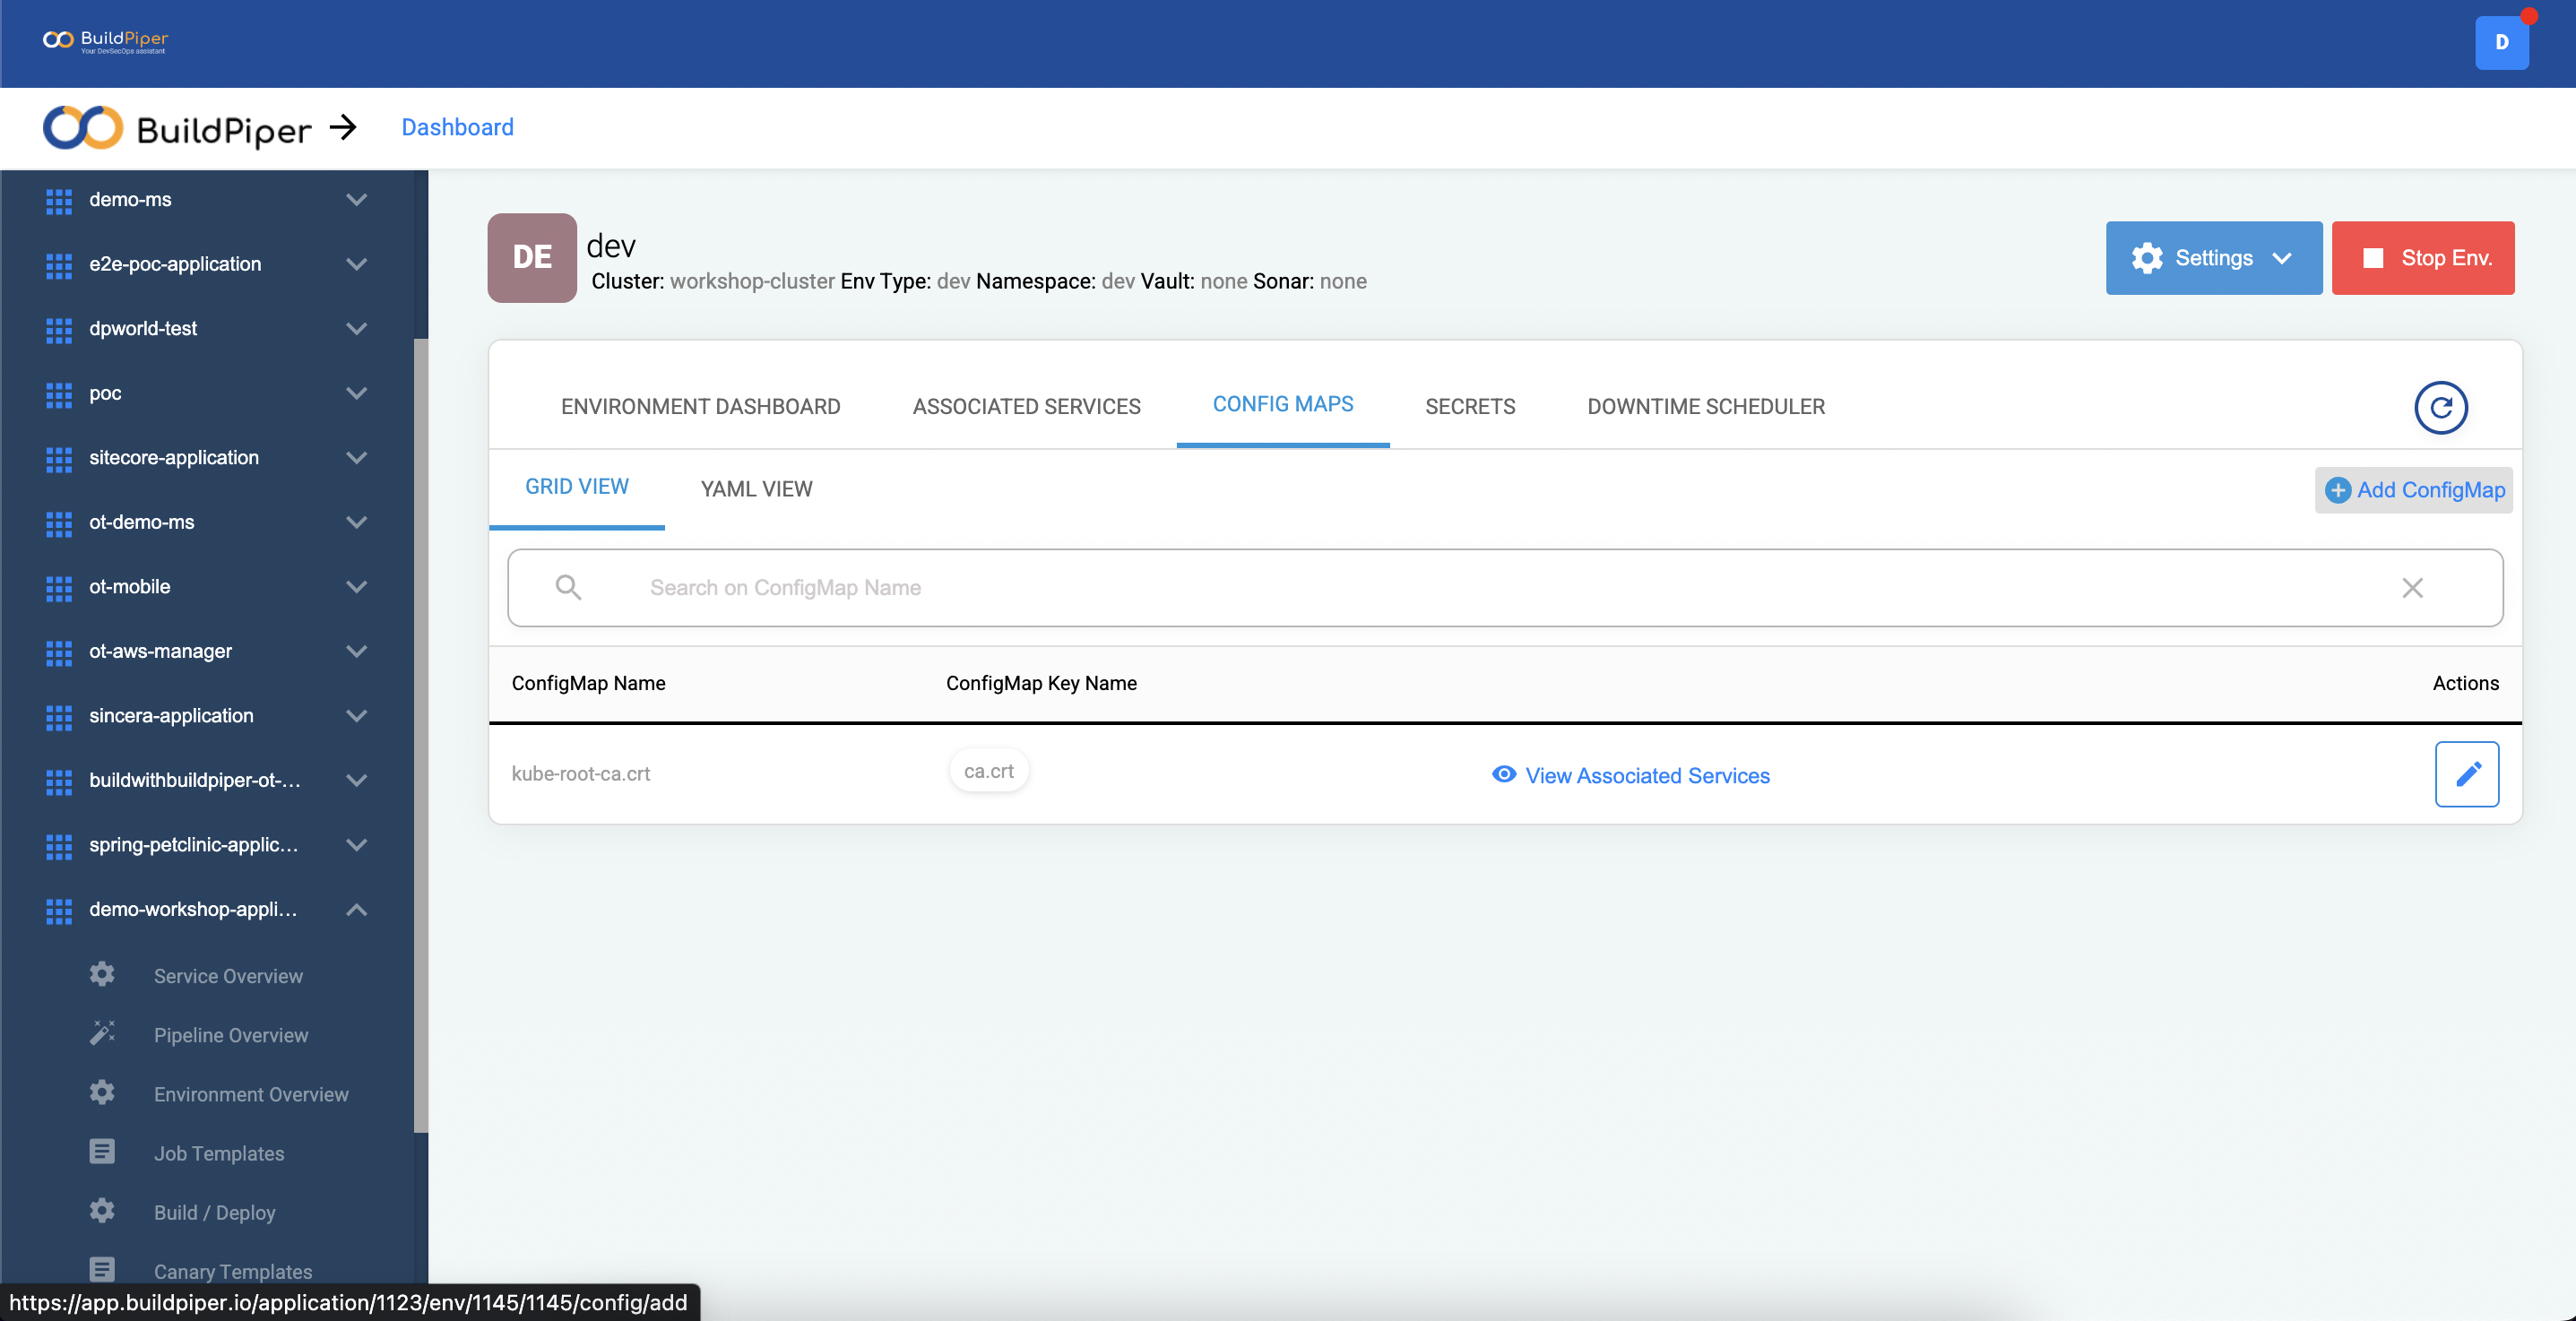 BuildPiper
Your DevSecOps assistant
D
BuildPiper
Dashboard
demo-ms
e2e-poc-application
dpworld-test
poc
sitecore-application
ot-demo-ms
ot-mobile
ot-aws-manager
sincera-application
buildwithbuildpiper-ot-...
spring-petclinic-applic...
demo-workshop-appli...
Service Overview
Pipeline Overview
Environment Overview
Job Templates
Build / Deploy
Canary Templates
DE
dev
Cluster: workshop-cluster Env Type: dev Namespace: dev Vault: none Sonar: none
Settings
Stop Env.
ENVIRONMENT DASHBOARD ASSOCIATED SERVICES CONFIG MAPS SECRETS DOWNTIME SCHEDULER
GRID VIEW YAML VIEW
Add ConfigMap
Search on ConfigMap Name
ConfigMap Name ConfigMap Key Name Actions
kube-root-ca.crt ca.crt View Associated Services
https://app.buildpiper.io/application/1123/env/1145/1145/config/add